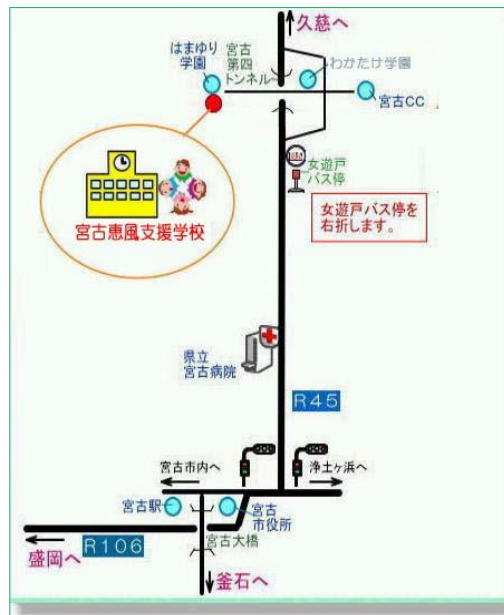 久慈へ
はまゆり
学園
宮古
第四
トンネル
わかたけ学園
宮古CC
女遊戸
バス停
女遊戸バス停を
右折します。
宮古恵風支援学校
県立
宮古病院
R45
宮古市内へ
浄土ヶ浜へ
宮古駅
宮古
市役所
宮古大橋
R106
盛岡へ
釜石へ